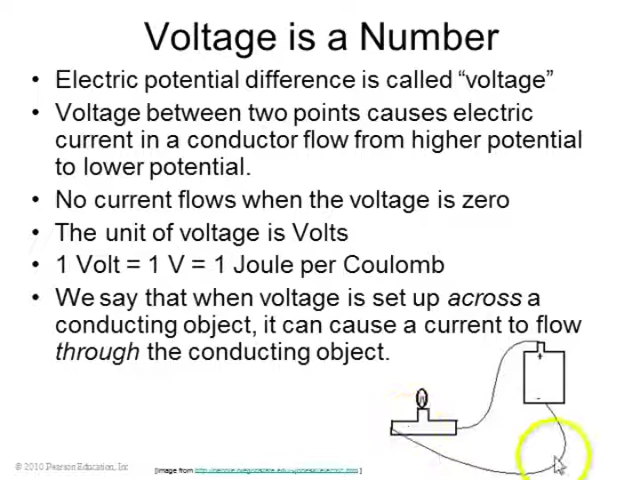 Voltage is a Number
• Electric potential difference is called “voltage”
• Voltage between two points causes electric
current in a conductor flow from higher potential
to lower potential.
• No current flows when the voltage is zero
• The unit of voltage is Volts
• 1 Volt = 1 V = 1 Joule per Coulomb
• We say that when voltage is set up across a
conducting object, it can cause a current to flow
through the conducting object.
+
-
© 2010 Pearson Education, Inc
[Image from